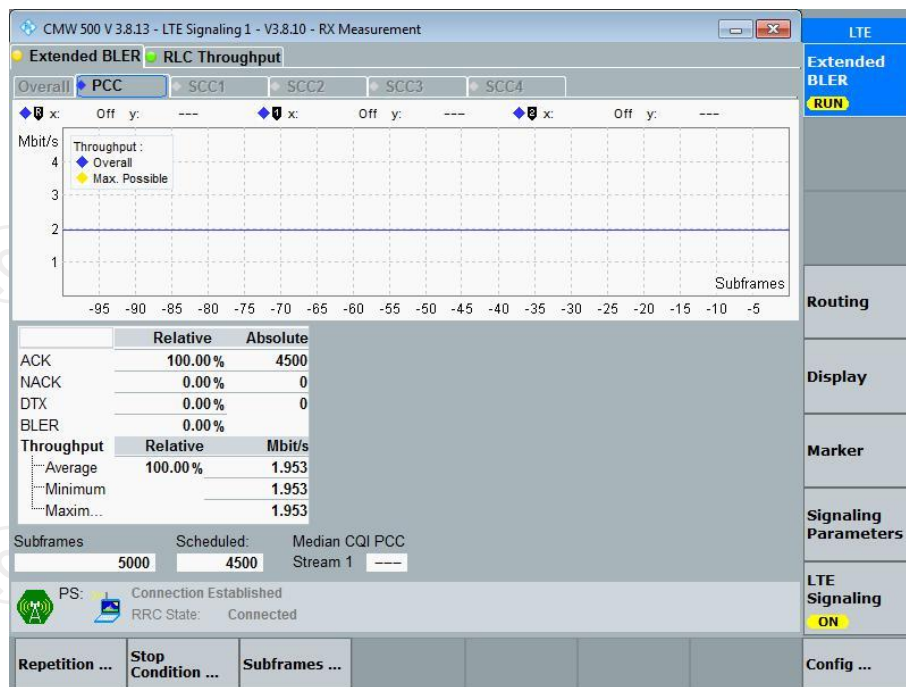 CMW 500 V 3.8.13 - LTE Signaling 1 - V3.8.10 - RX Measurement
LTE
Extended BLER RLC Throughput
Overall PCC SCC1 SCC2 SCC3 SCC4
R x: Off y: --- 1 x: Off y: --- 2 x: Off y: ---
Mbit/s
Throughput :
Overall
Max. Possible
4
3
2
1
Subframes
-95 -90 -85 -80 -75 -70 -65 -60 -55 -50 -45 -40 -35 -30 -25 -20 -15 -10 -5
Relative Absolute
ACK 100.00 % 4500
NACK 0.00 % 0
DTX 0.00 % 0
BLER 0.00 %
Throughput Relative Mbit/s
Average 100.00 % 1.953
Minimum 1.953
Maxim... 1.953
Subframes Scheduled: Median CQI PCC
5000 4500 Stream 1 ---
PS: Connection Established
RRC State: Connected
Repetition ...
Stop
Condition ...
Subframes ...
Extended
BLER
RUN
Routing
Display
Marker
Signaling
Parameters
LTE
Signaling
ON
Config ...